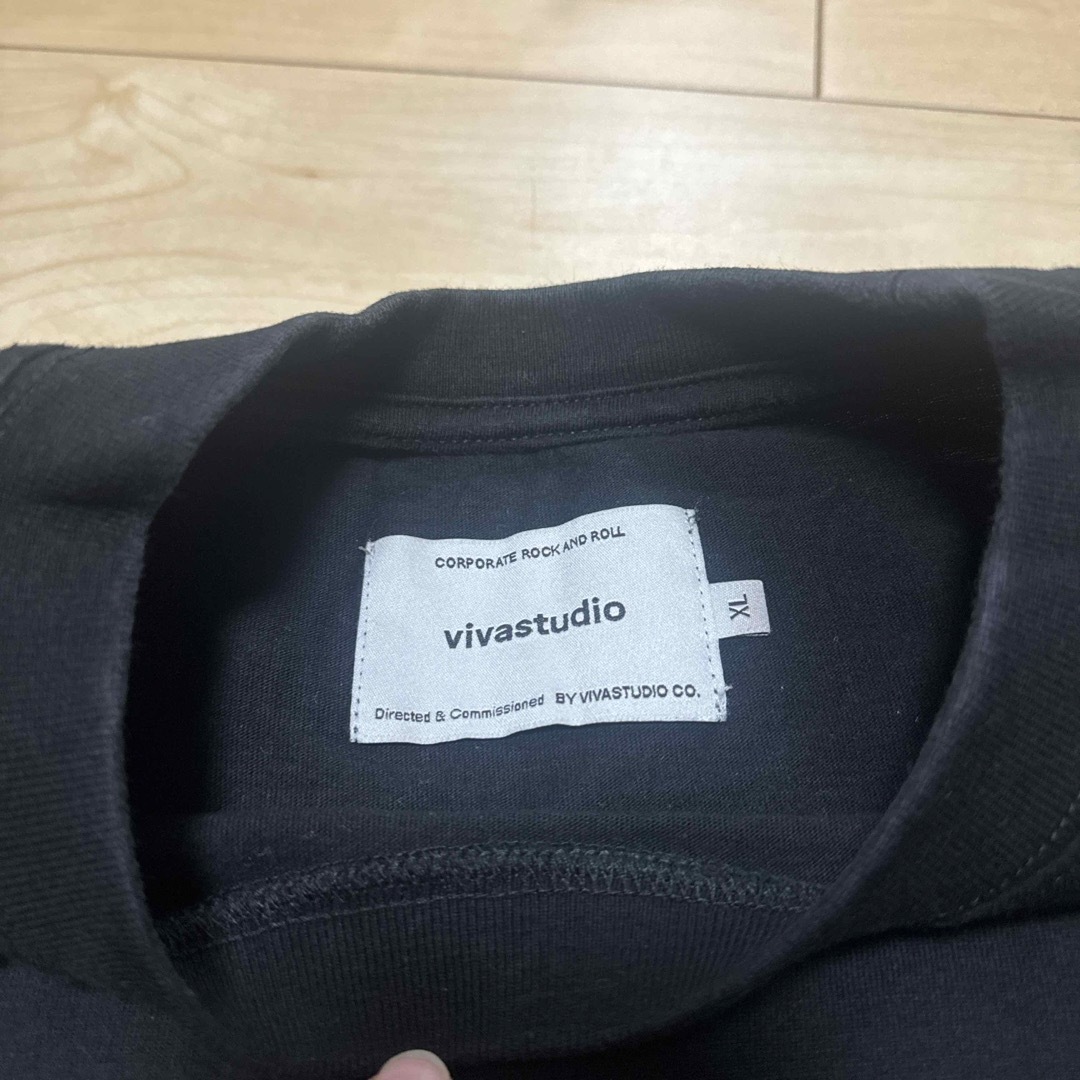 CORPORATE ROCK AND ROLL
vivastudio
XL
Directed & Commissioned BY VIVASTUDIO CO.